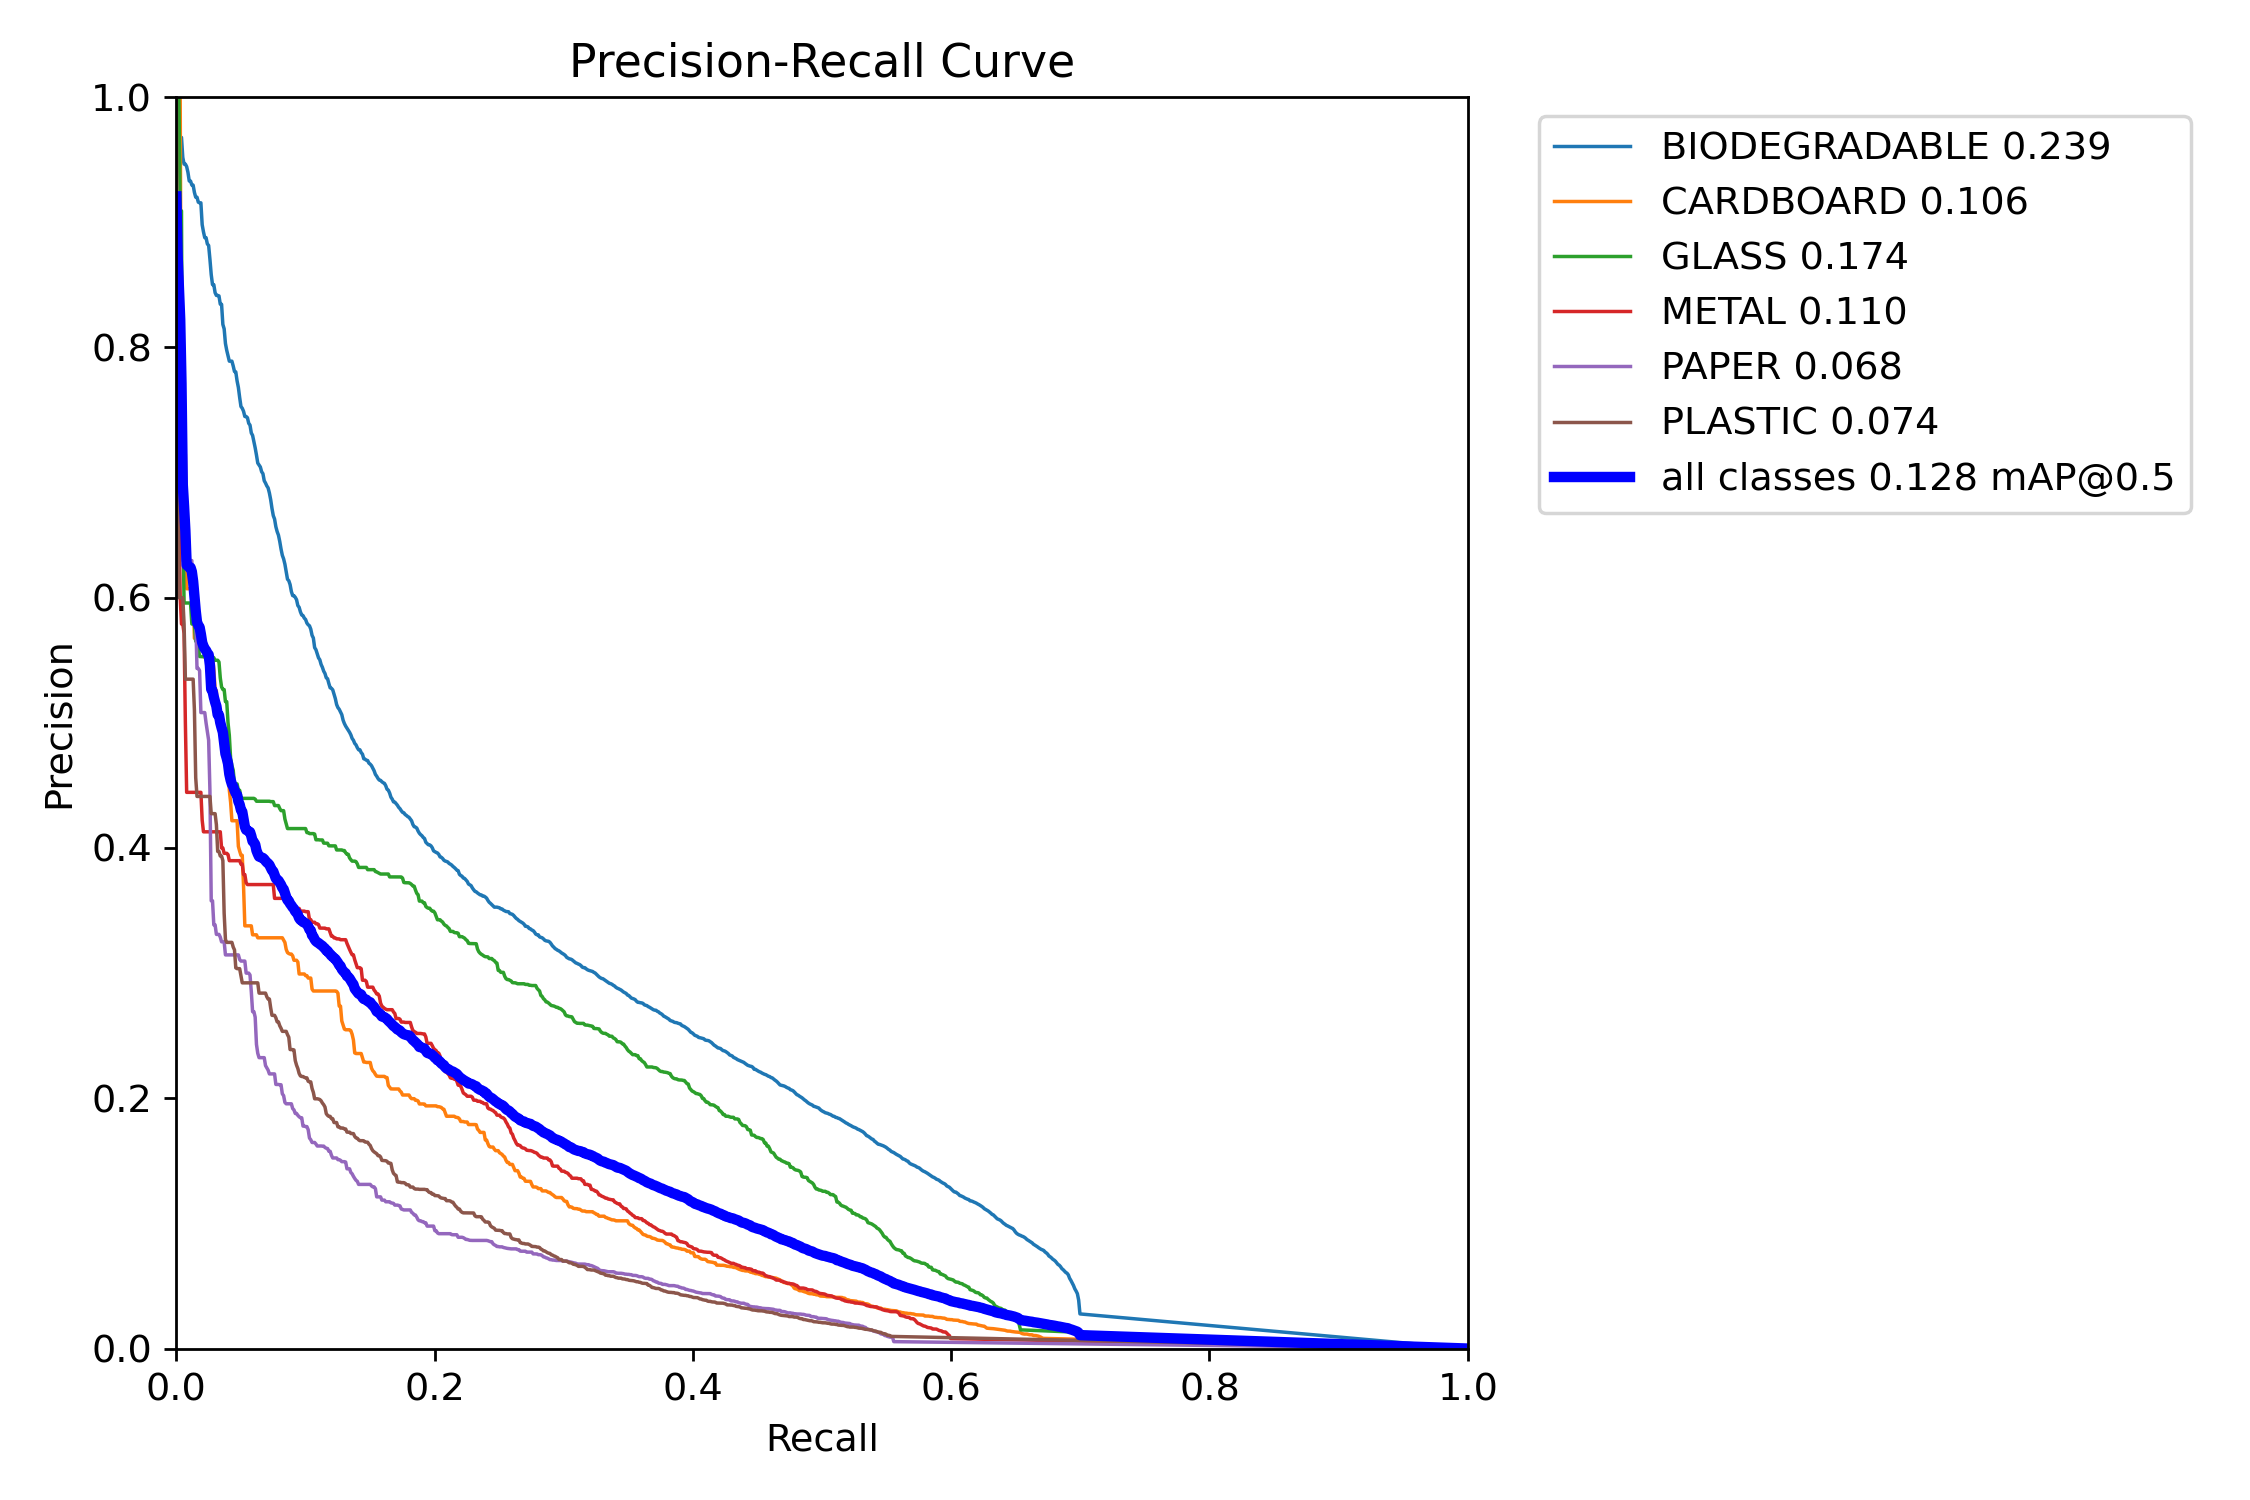 Precision-Recall Curve
1.0
0.8
0.6
0.4
0.2
0.0
Precision
0.0 0.2 0.4 0.6 0.8 1.0
Recall
BIODEGRADABLE 0.239
CARDBOARD 0.106
GLASS 0.174
METAL 0.110
PAPER 0.068
PLASTIC 0.074
all classes 0.128 mAP@0.5